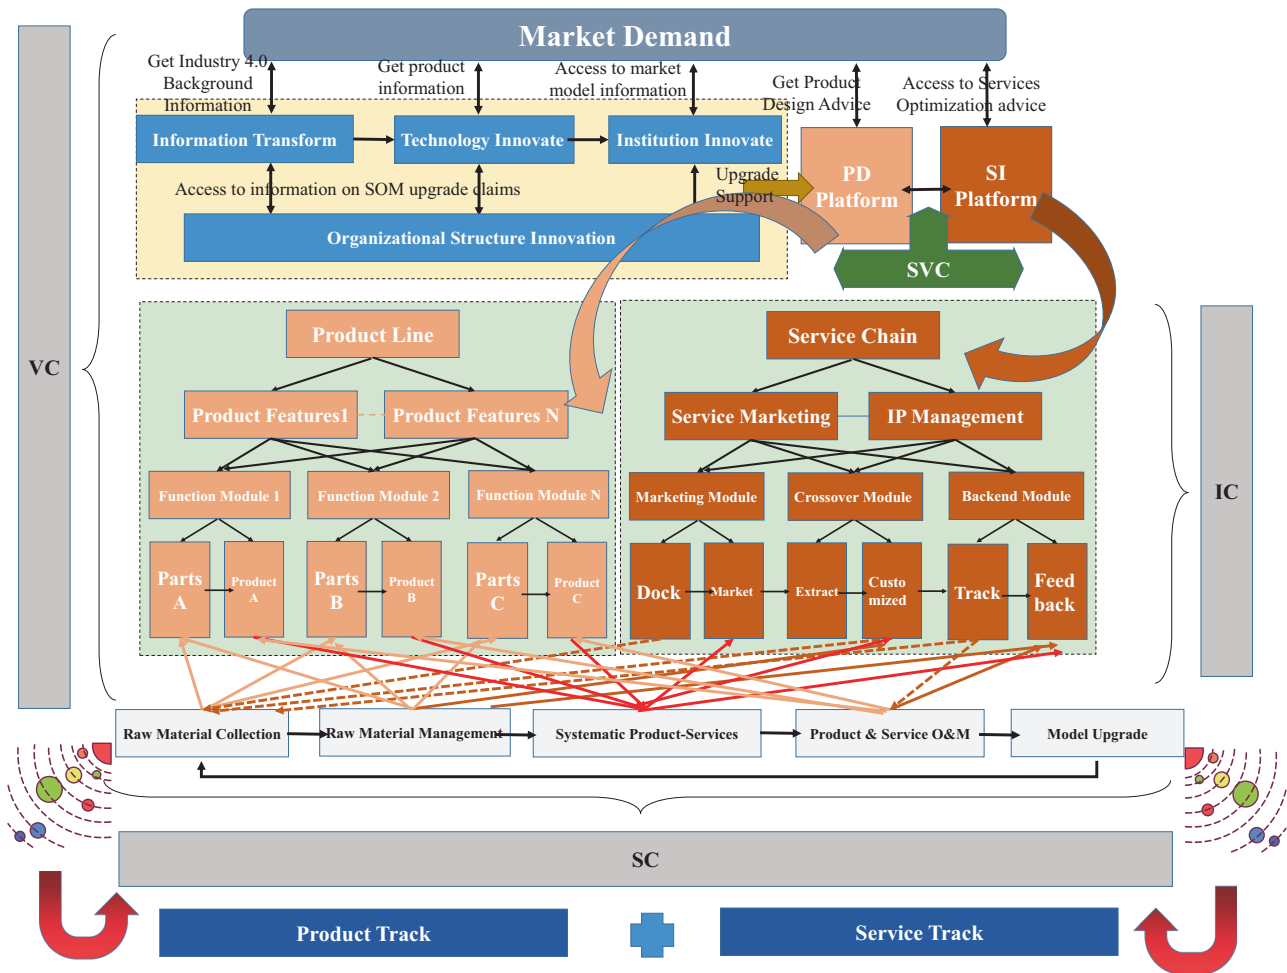 Market Demand
Get Industry 4.0
Background
Information
Get product
information
Access to market
model information
Get Product
Design Advice
Access to Services
Optimization advice
Information Transform
Technology Innovate
Institution Innovate
PD
Platform
SI
Platform
Access to information on SOM upgrade claims
Upgrade
Support
Organizational Structure Innovation
SVC
VC
IC
Product Line
Service Chain
Product Features1
Product Features N
Service Marketing
IP Management
Function Module 1
Function Module 2
Function Module N
Marketing Module
Crossover Module
Backend Module
Parts
A
Product
A
Parts
B
Product
B
Parts
C
Product
C
Dock
Market
Extract
Custo
mized
Track
Feed
back
Raw Material Collection
Raw Material Management
Systematic Product-Services
Product & Service O&M
Model Upgrade
SC
Product Track
Service Track